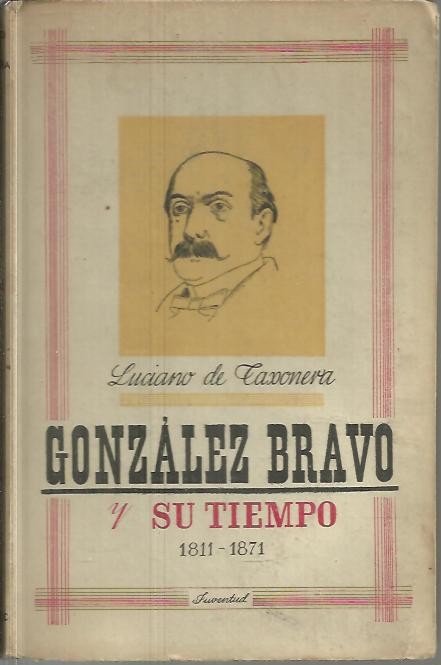 Luciano de Taxonera
GONZÁLEZ BRAVO
y SU TIEMPO
1811-1871
Juventud